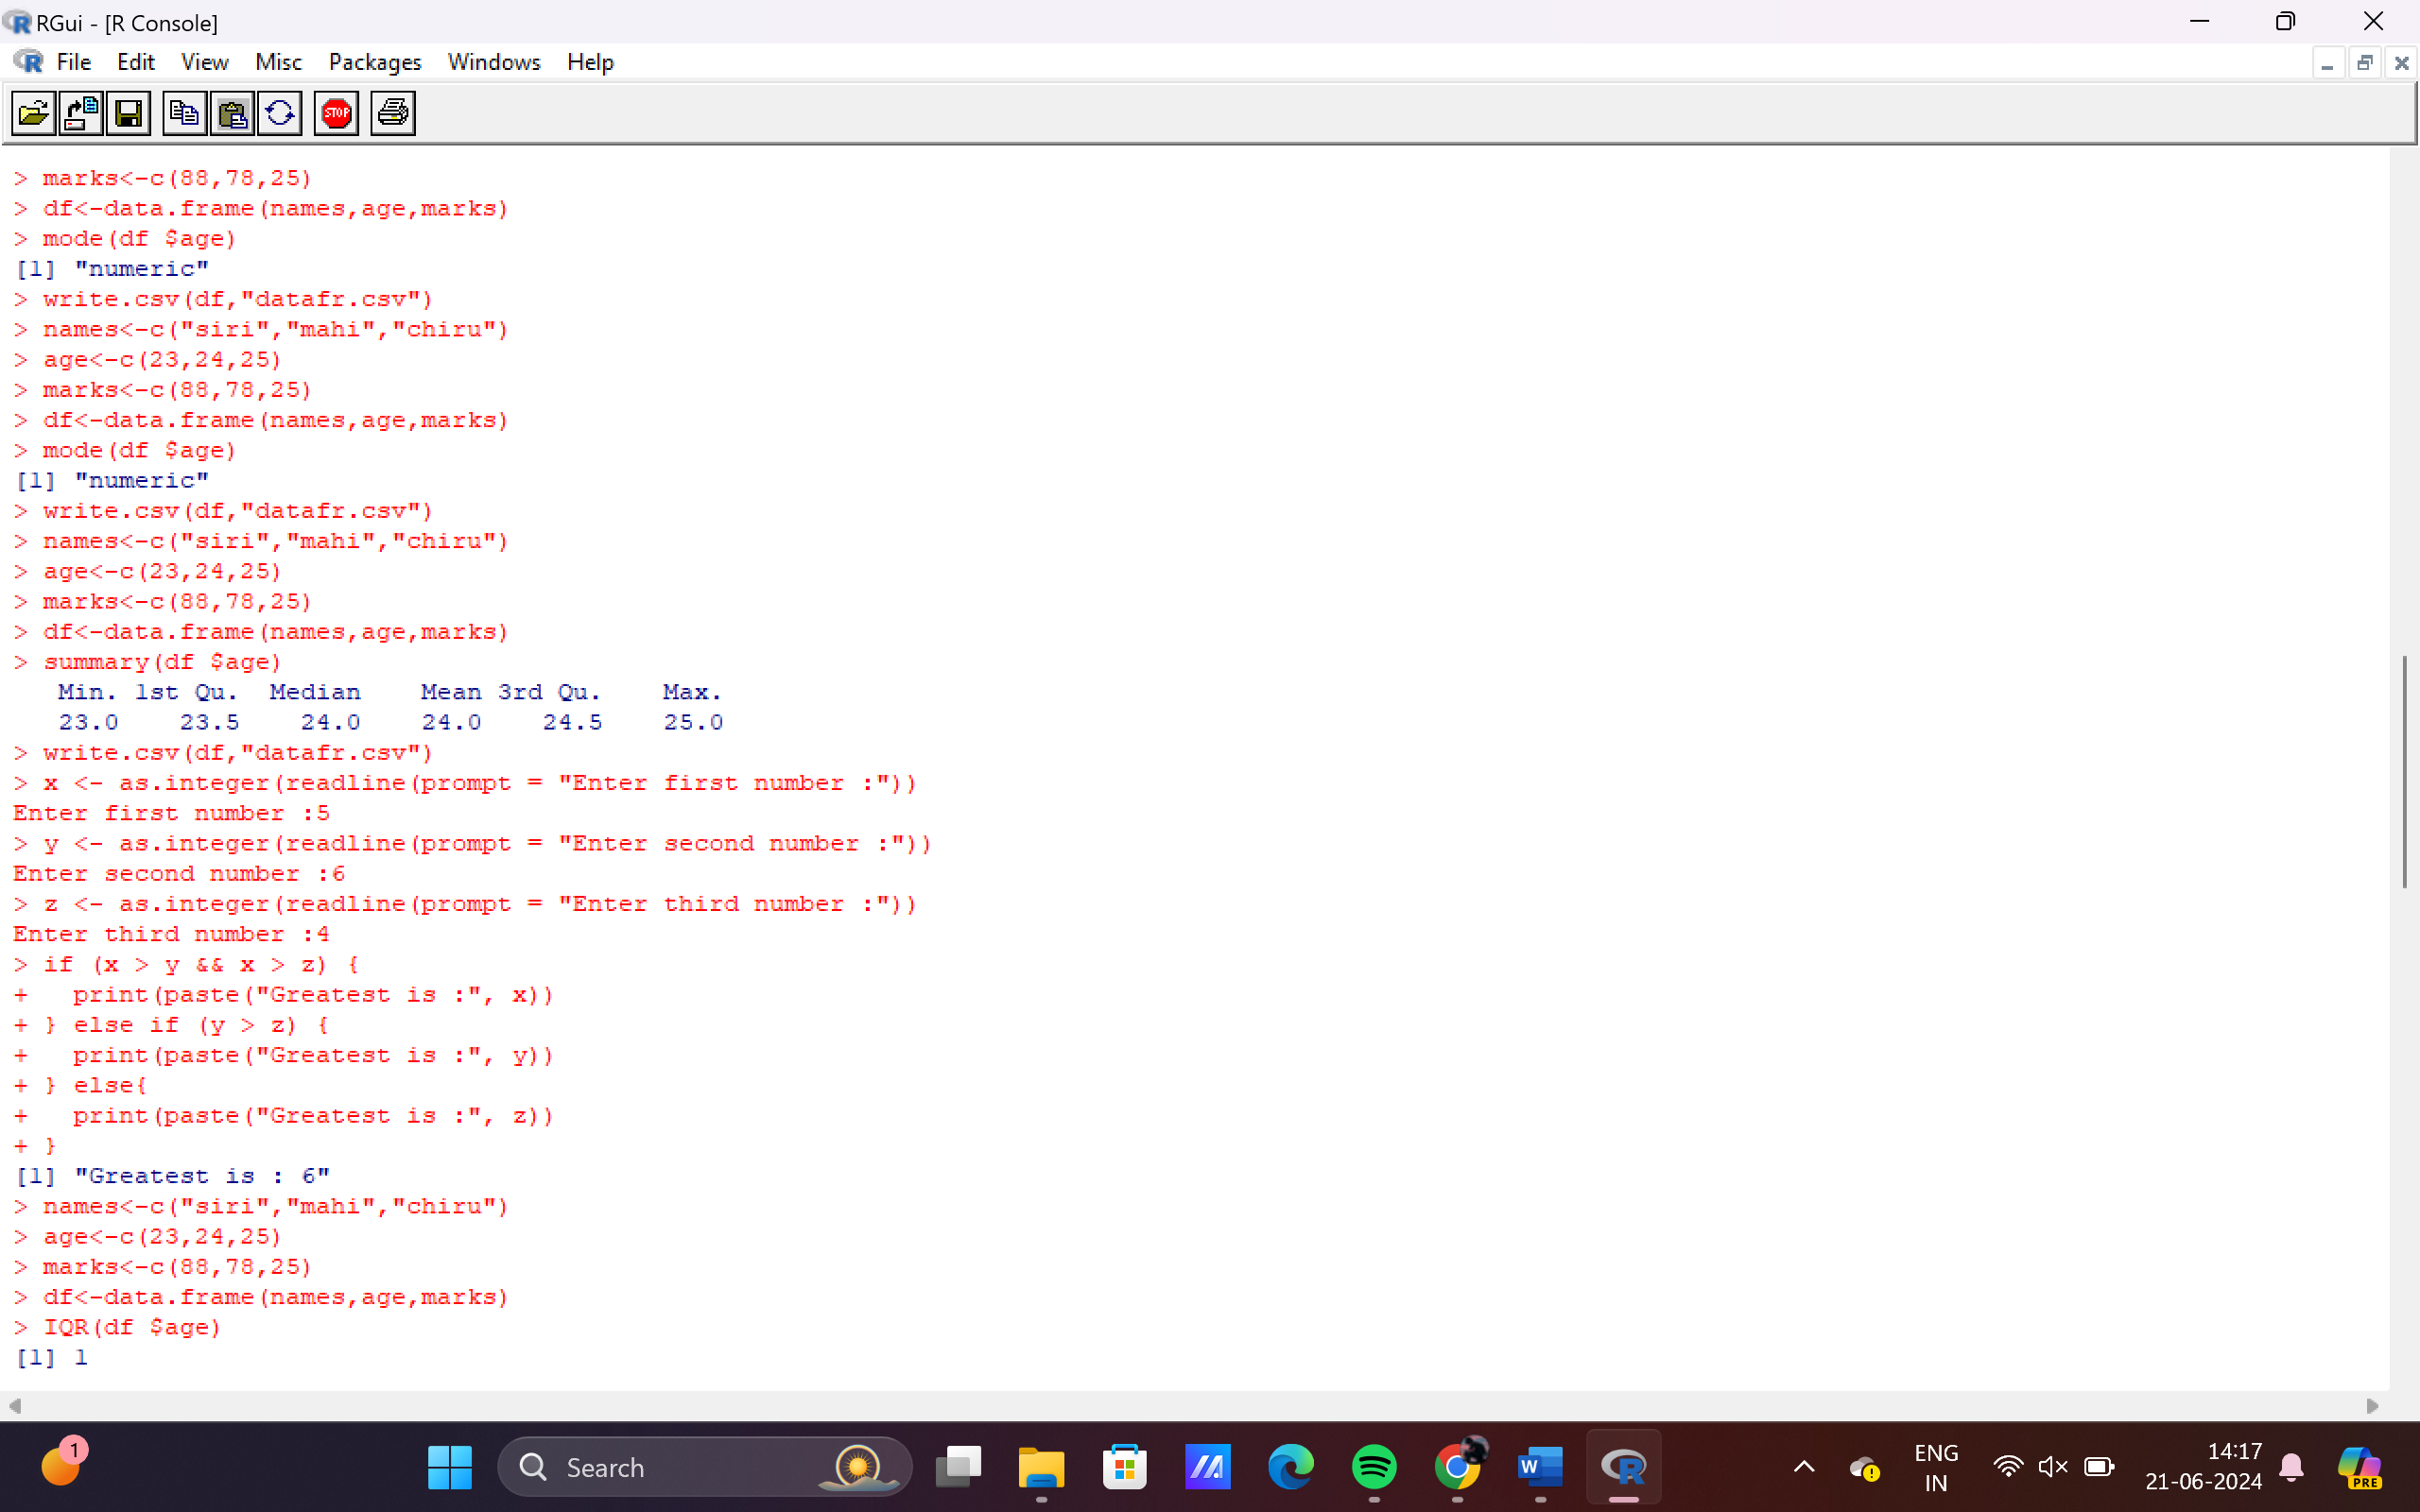 RGui - [R Console]
File Edit View Misc Packages Windows Help
STOP
> marks<-c(88,78,25)
> df<-data.frame(names,age,marks)
> mode(df $age)
[1] "numeric"
> write.csv(df,"datafr.csv")
> names<-c("siri","mahi","chiru")
> age<-c(23,24,25)
> marks<-c(88,78,25)
> df<-data.frame(names,age,marks)
> mode(df $age)
[1] "numeric"
> write.csv(df,"datafr.csv")
> names<-c("siri","mahi","chiru")
> age<-c(23,24,25)
> marks<-c(88,78,25)
> df<-data.frame(names,age,marks)
> summary(df $age)
   Min. 1st Qu.  Median    Mean 3rd Qu.    Max.
   23.0    23.5    24.0    24.0    24.5    25.0
> write.csv(df,"datafr.csv")
> x <- as.integer(readline(prompt = "Enter first number :"))
Enter first number :5
> y <- as.integer(readline(prompt = "Enter second number :"))
Enter second number :6
> z <- as.integer(readline(prompt = "Enter third number :"))
Enter third number :4
> if (x > y && x > z) {
+   print(paste("Greatest is :", x))
+ } else if (y > z) {
+   print(paste("Greatest is :", y))
+ } else{
+   print(paste("Greatest is :", z))
+ }
[1] "Greatest is : 6"
> names<-c("siri","mahi","chiru")
> age<-c(23,24,25)
> marks<-c(88,78,25)
> df<-data.frame(names,age,marks)
> IQR(df $age)
[1] 1
1
Search
W
R
ENG
IN
14:17
21-06-2024
PRE